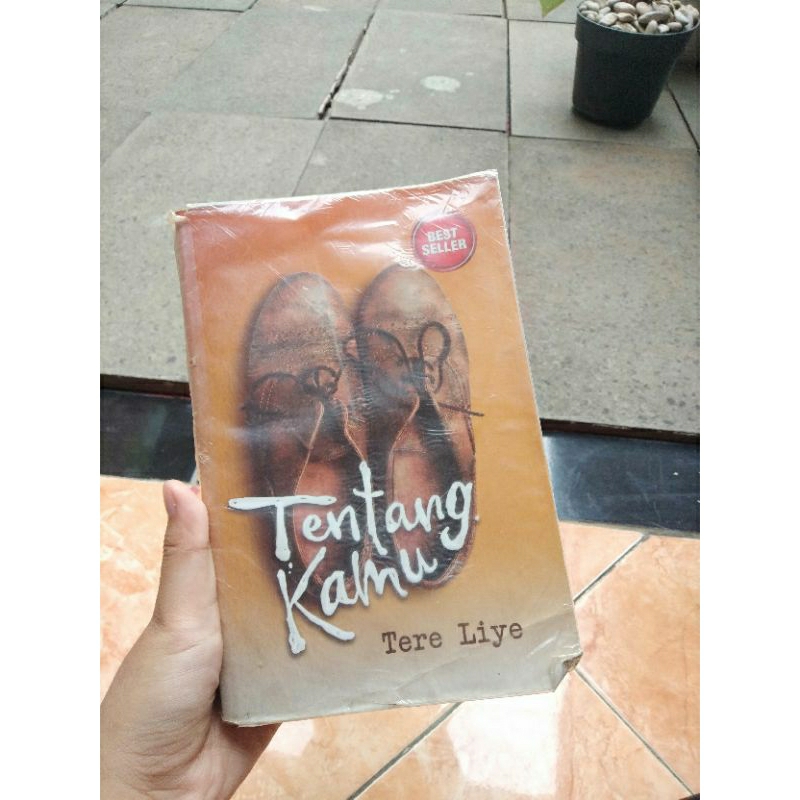 BEST
SELLER
Tentang
Kamu
Tere Liye